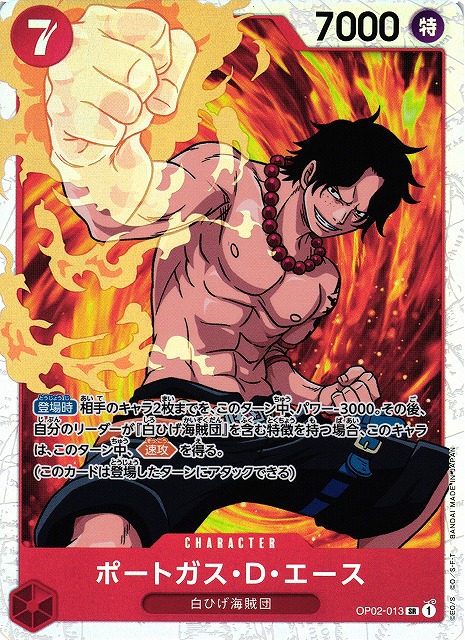 7
7000 特
登場時 相手のキャラ2枚までを、このターン中、パワー-3000。その後、
自分のリーダーが『白ひげ海賊団』を含む特徴を持つ場合、このキャラ
は、このターン中、速攻を得る。
(このカードは登場したターンにアタックできる)
CHARACTER
ポートガス・D・エース
白ひげ海賊団
OP02-013 SR 1
©E.O/S ©O./S・F・T BANDAI MADE IN JAPAN